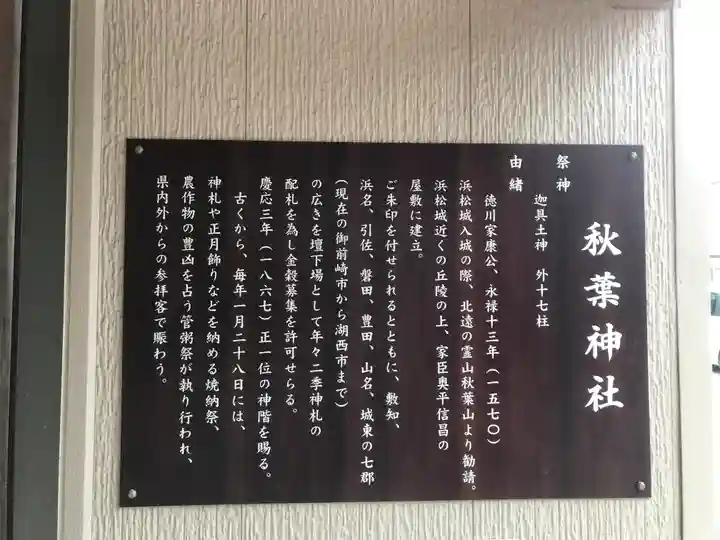 秋葉神社
祭神
迦具土神　外十七柱
由緒
徳川家康公、永禄十三年（一五七〇）
浜松城入城の際、北遠の霊山秋葉山より勧請。
浜松城近くの丘陵の上、家臣奥平信昌の
屋敷に建立。
ご朱印を付せられるとともに、敷知、
浜名、引佐、磐田、豊田、山名、城東の七郡
（現在の御前崎市から湖西市まで）
の広きを壇下場として年々二季神札の
配札を為し金穀募集を許可せらる。
慶応三年（一八六七）正一位の神階を賜る。
古くから、毎年一月二十八日には、
神札や正月飾りなどを納める焼納祭、
農作物の豊凶を占う管粥祭が執り行われ、
県内外からの参拝客で賑わう。